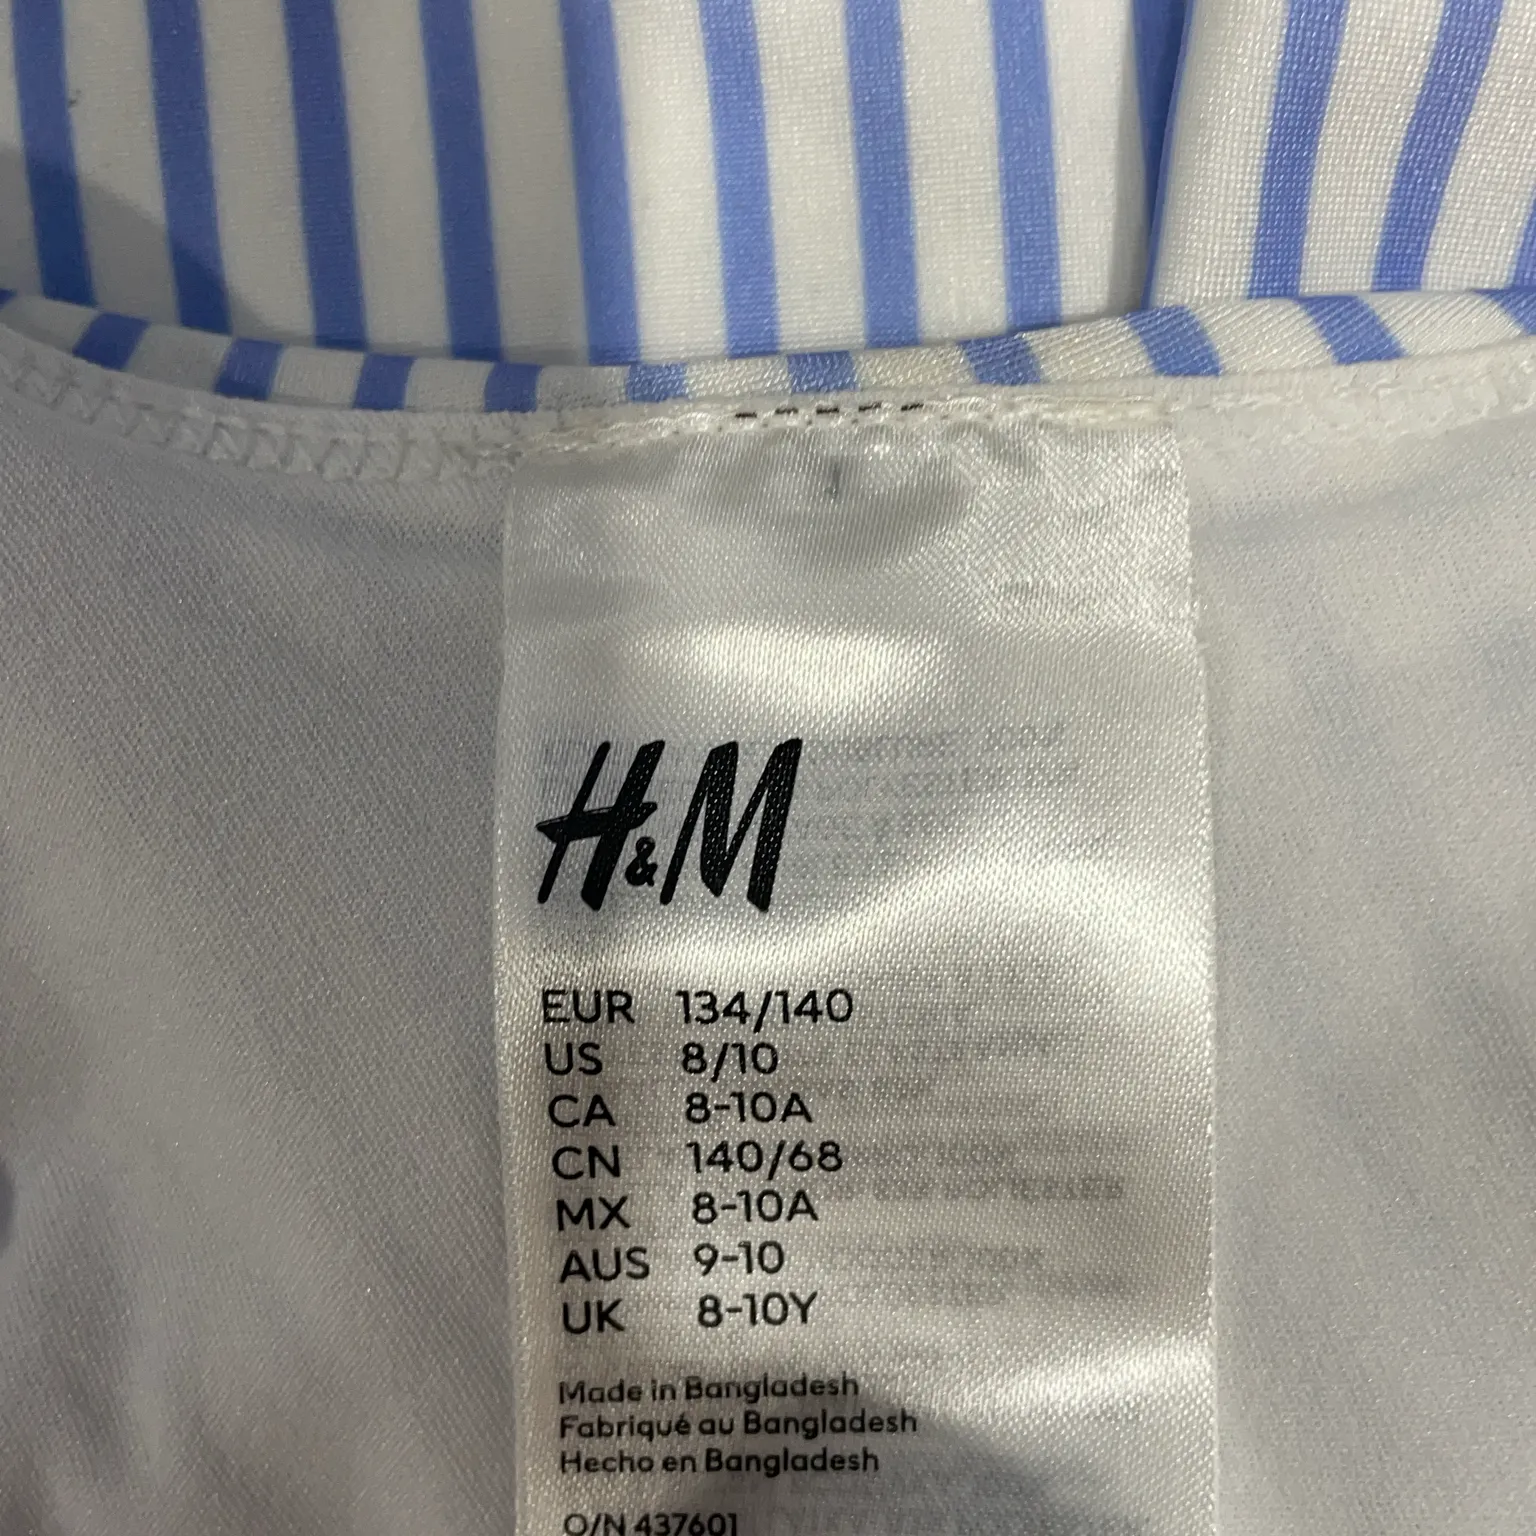 H&M
EUR 134/140
US 8/10
CA 8-10A
CN 140/68
MX 8-10A
AUS 9-10
UK 8-10Y
Made in Bangladesh
Fabriqué au Bangladesh
Hecho en Bangladesh
O/N 437601